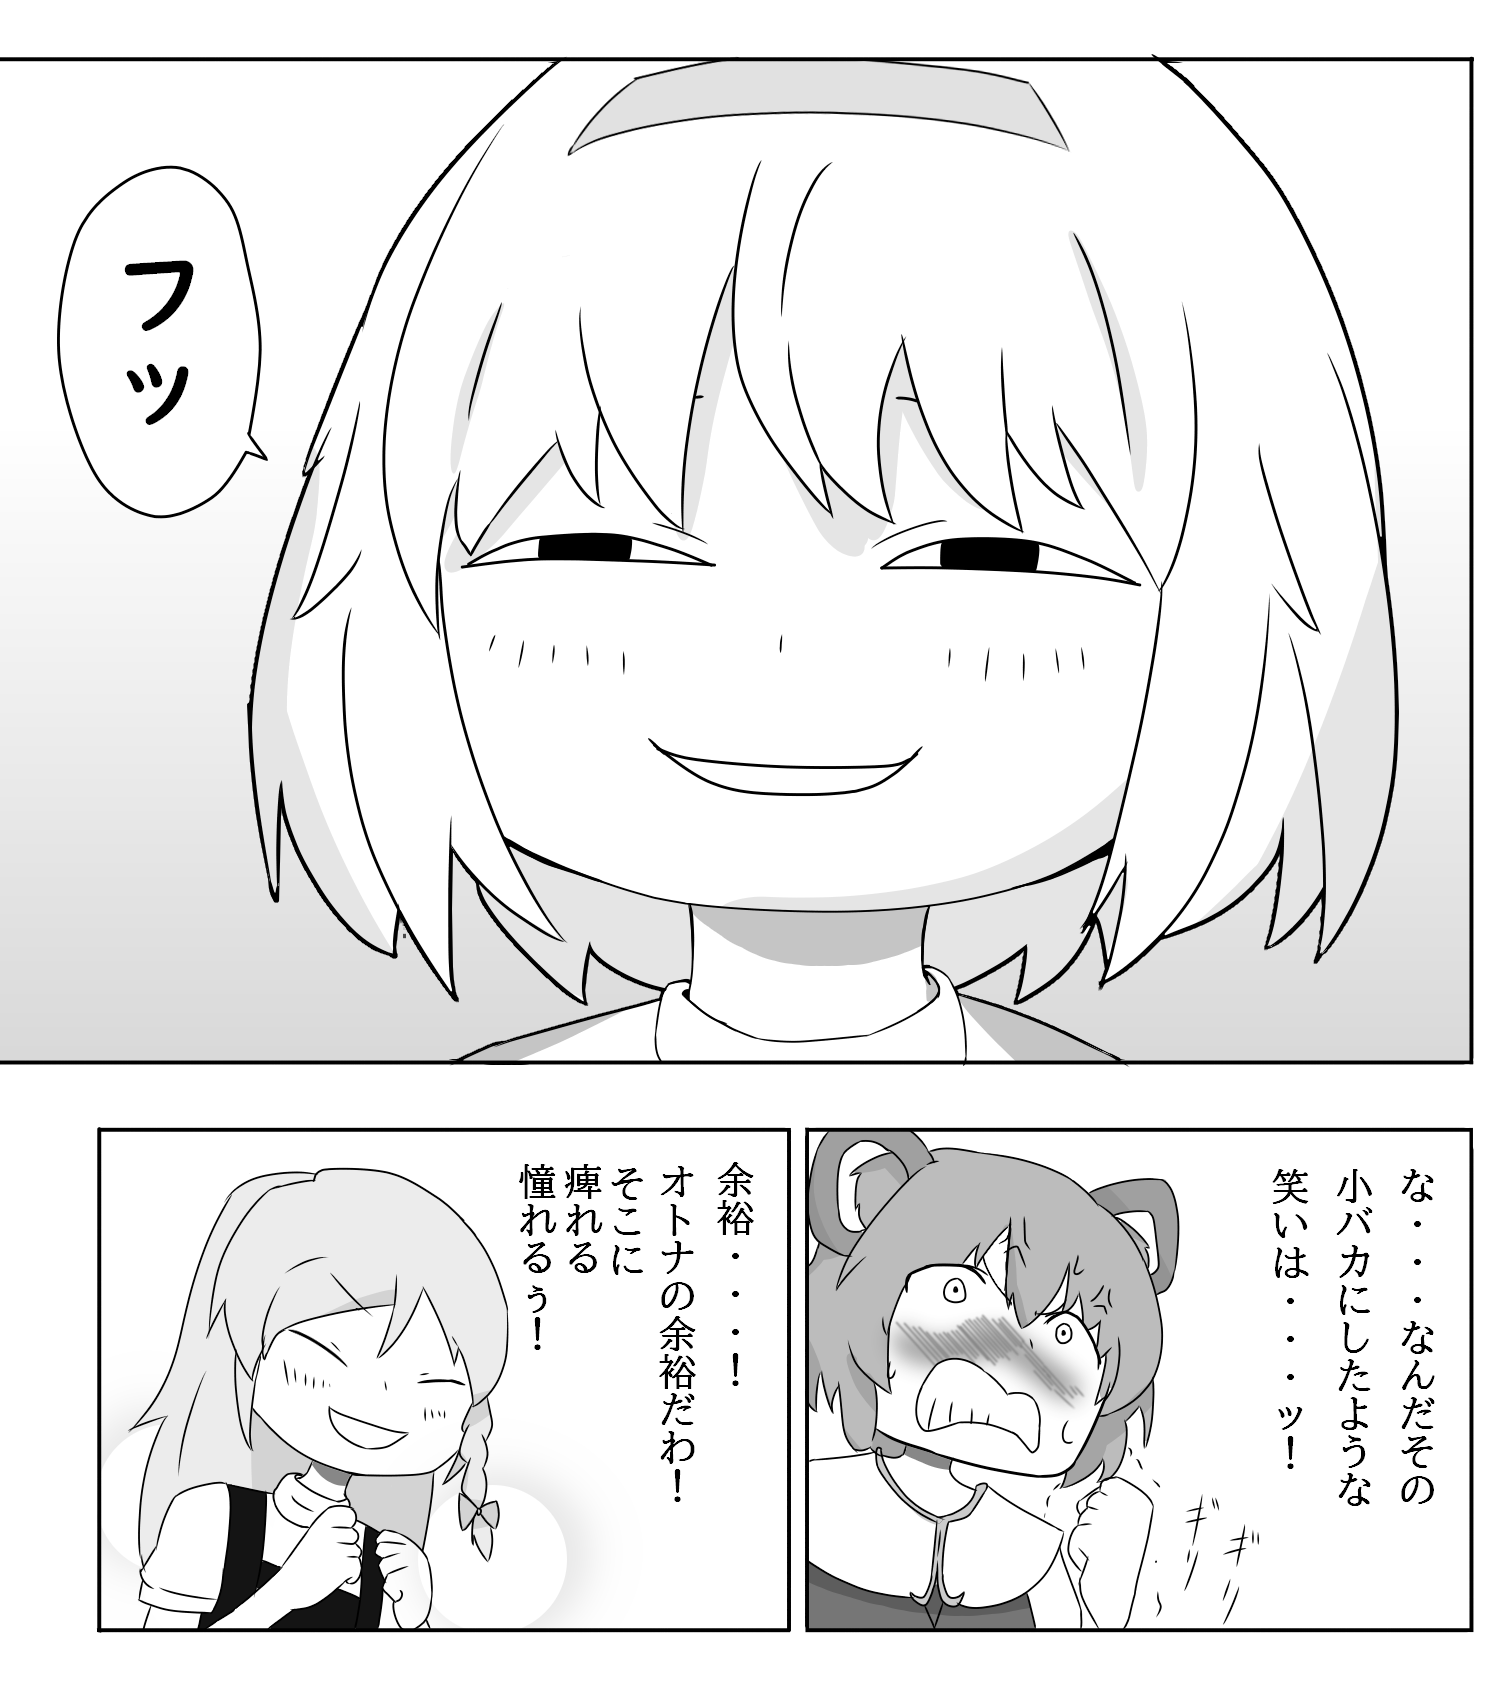 フッ
な・・・なんだその
小バカにしたような
笑いは・・・ッ！
ギリ
ギリ
余裕・・・！
オトナの余裕だわ！
そこに
痺れる
憧れるぅ！